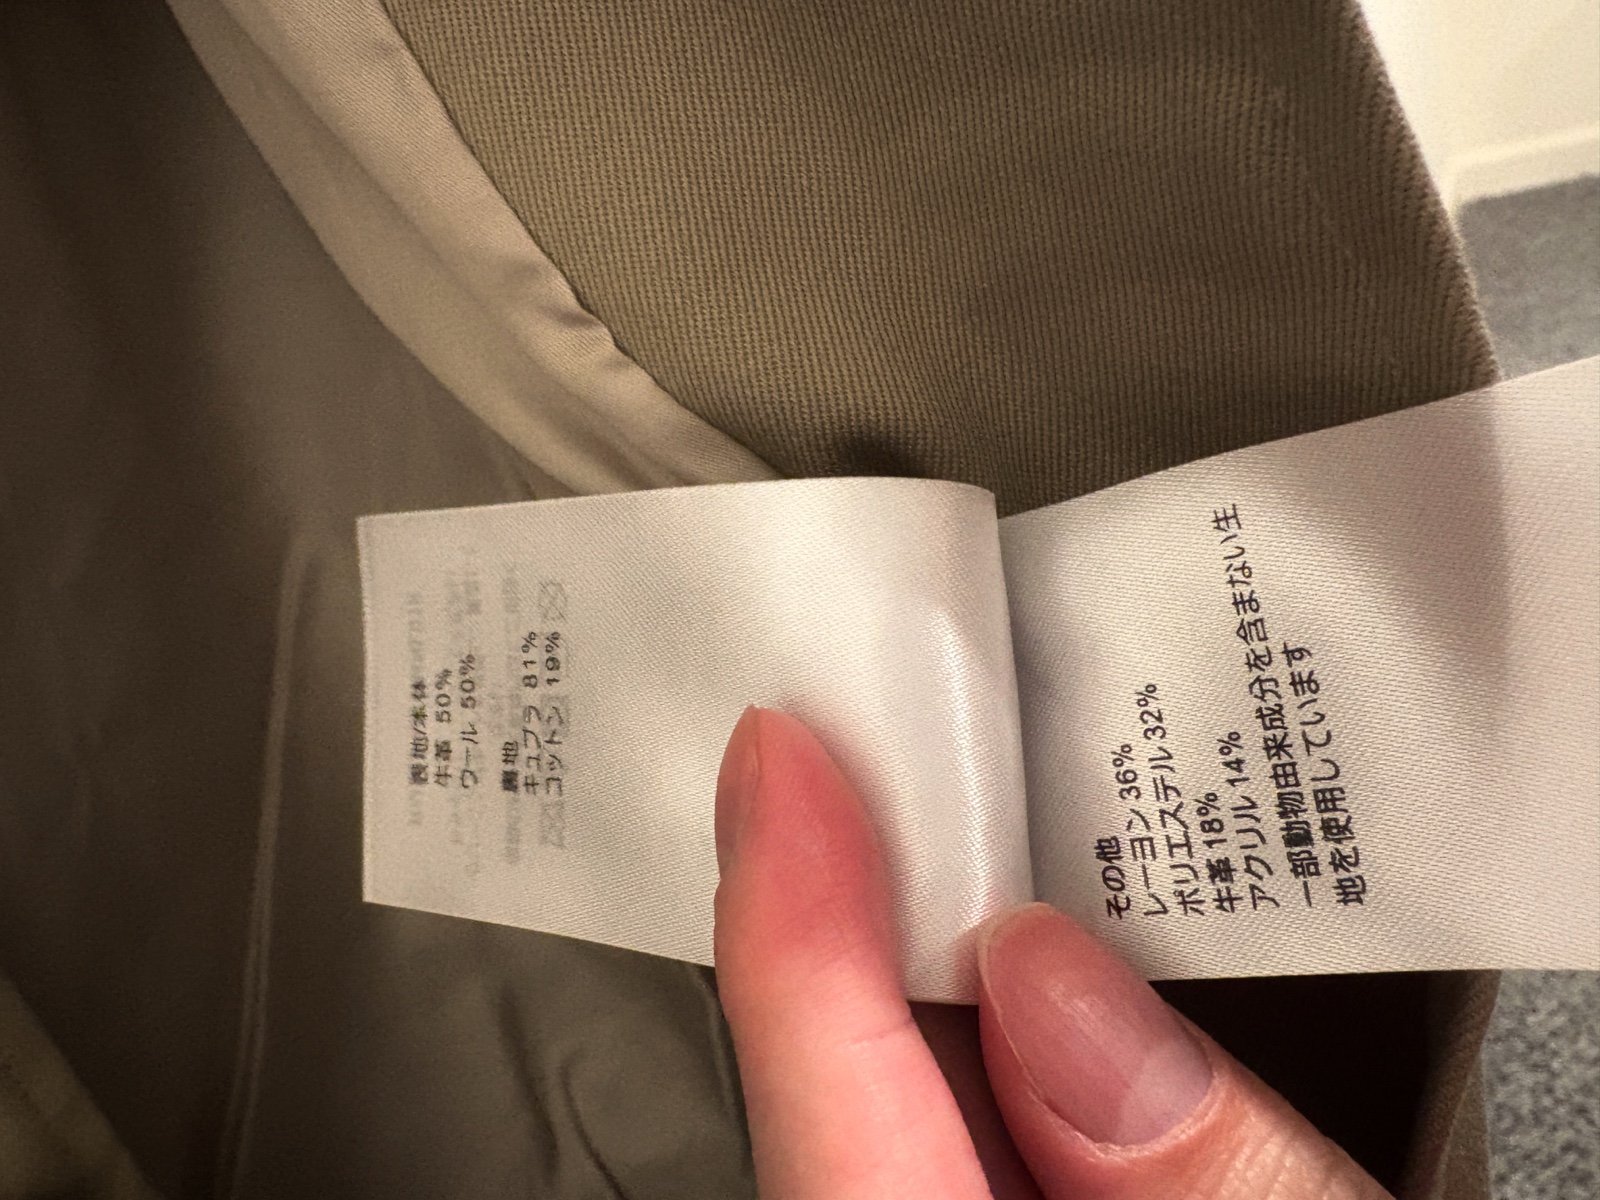 表地/本体
牛革 50%
ウール 50%
裏地
キュプラ 81%
コットン 19%
その他
レーヨン 36%
ポリエステル 32%
牛革 18%
アクリル 14%
一部動物由来成分を含まない生
地を使用しています